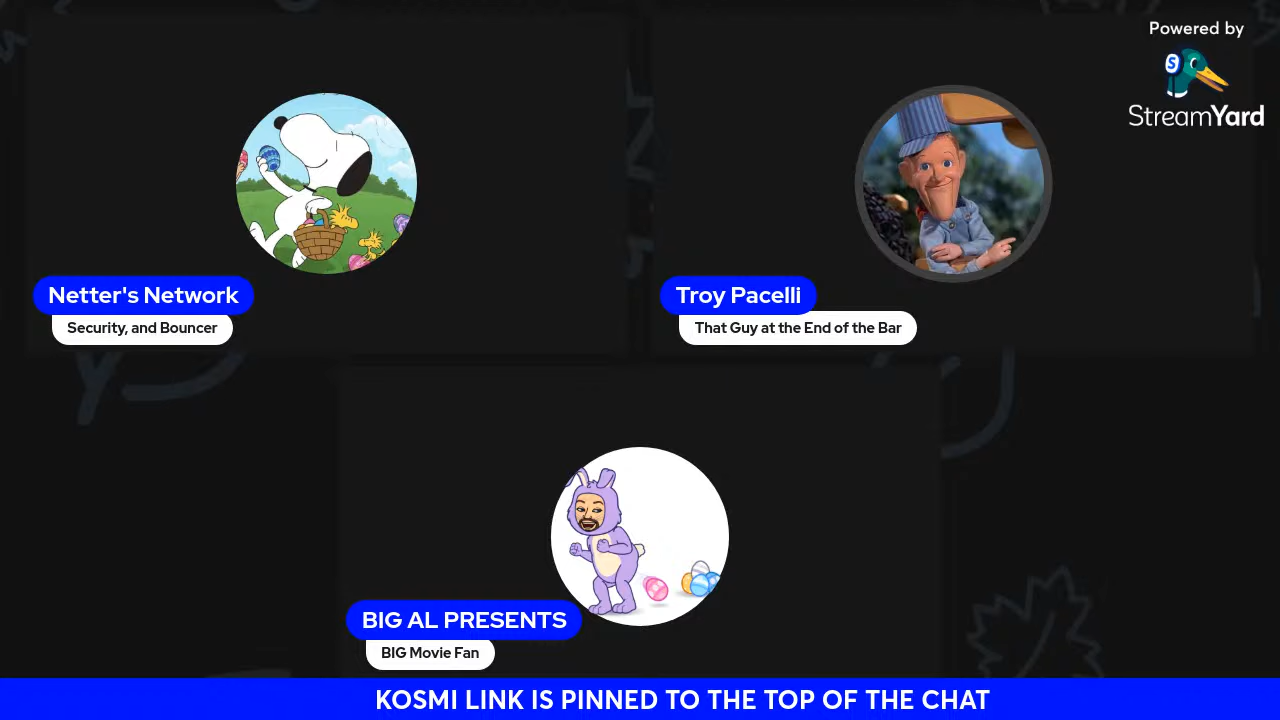 Powered by
StreamYard
Netter's Network
Security, and Bouncer
Troy Pacelli
That Guy at the End of the Bar
BIG AL PRESENTS
BIG Movie Fan
KOSMI LINK IS PINNED TO THE TOP OF THE CHAT